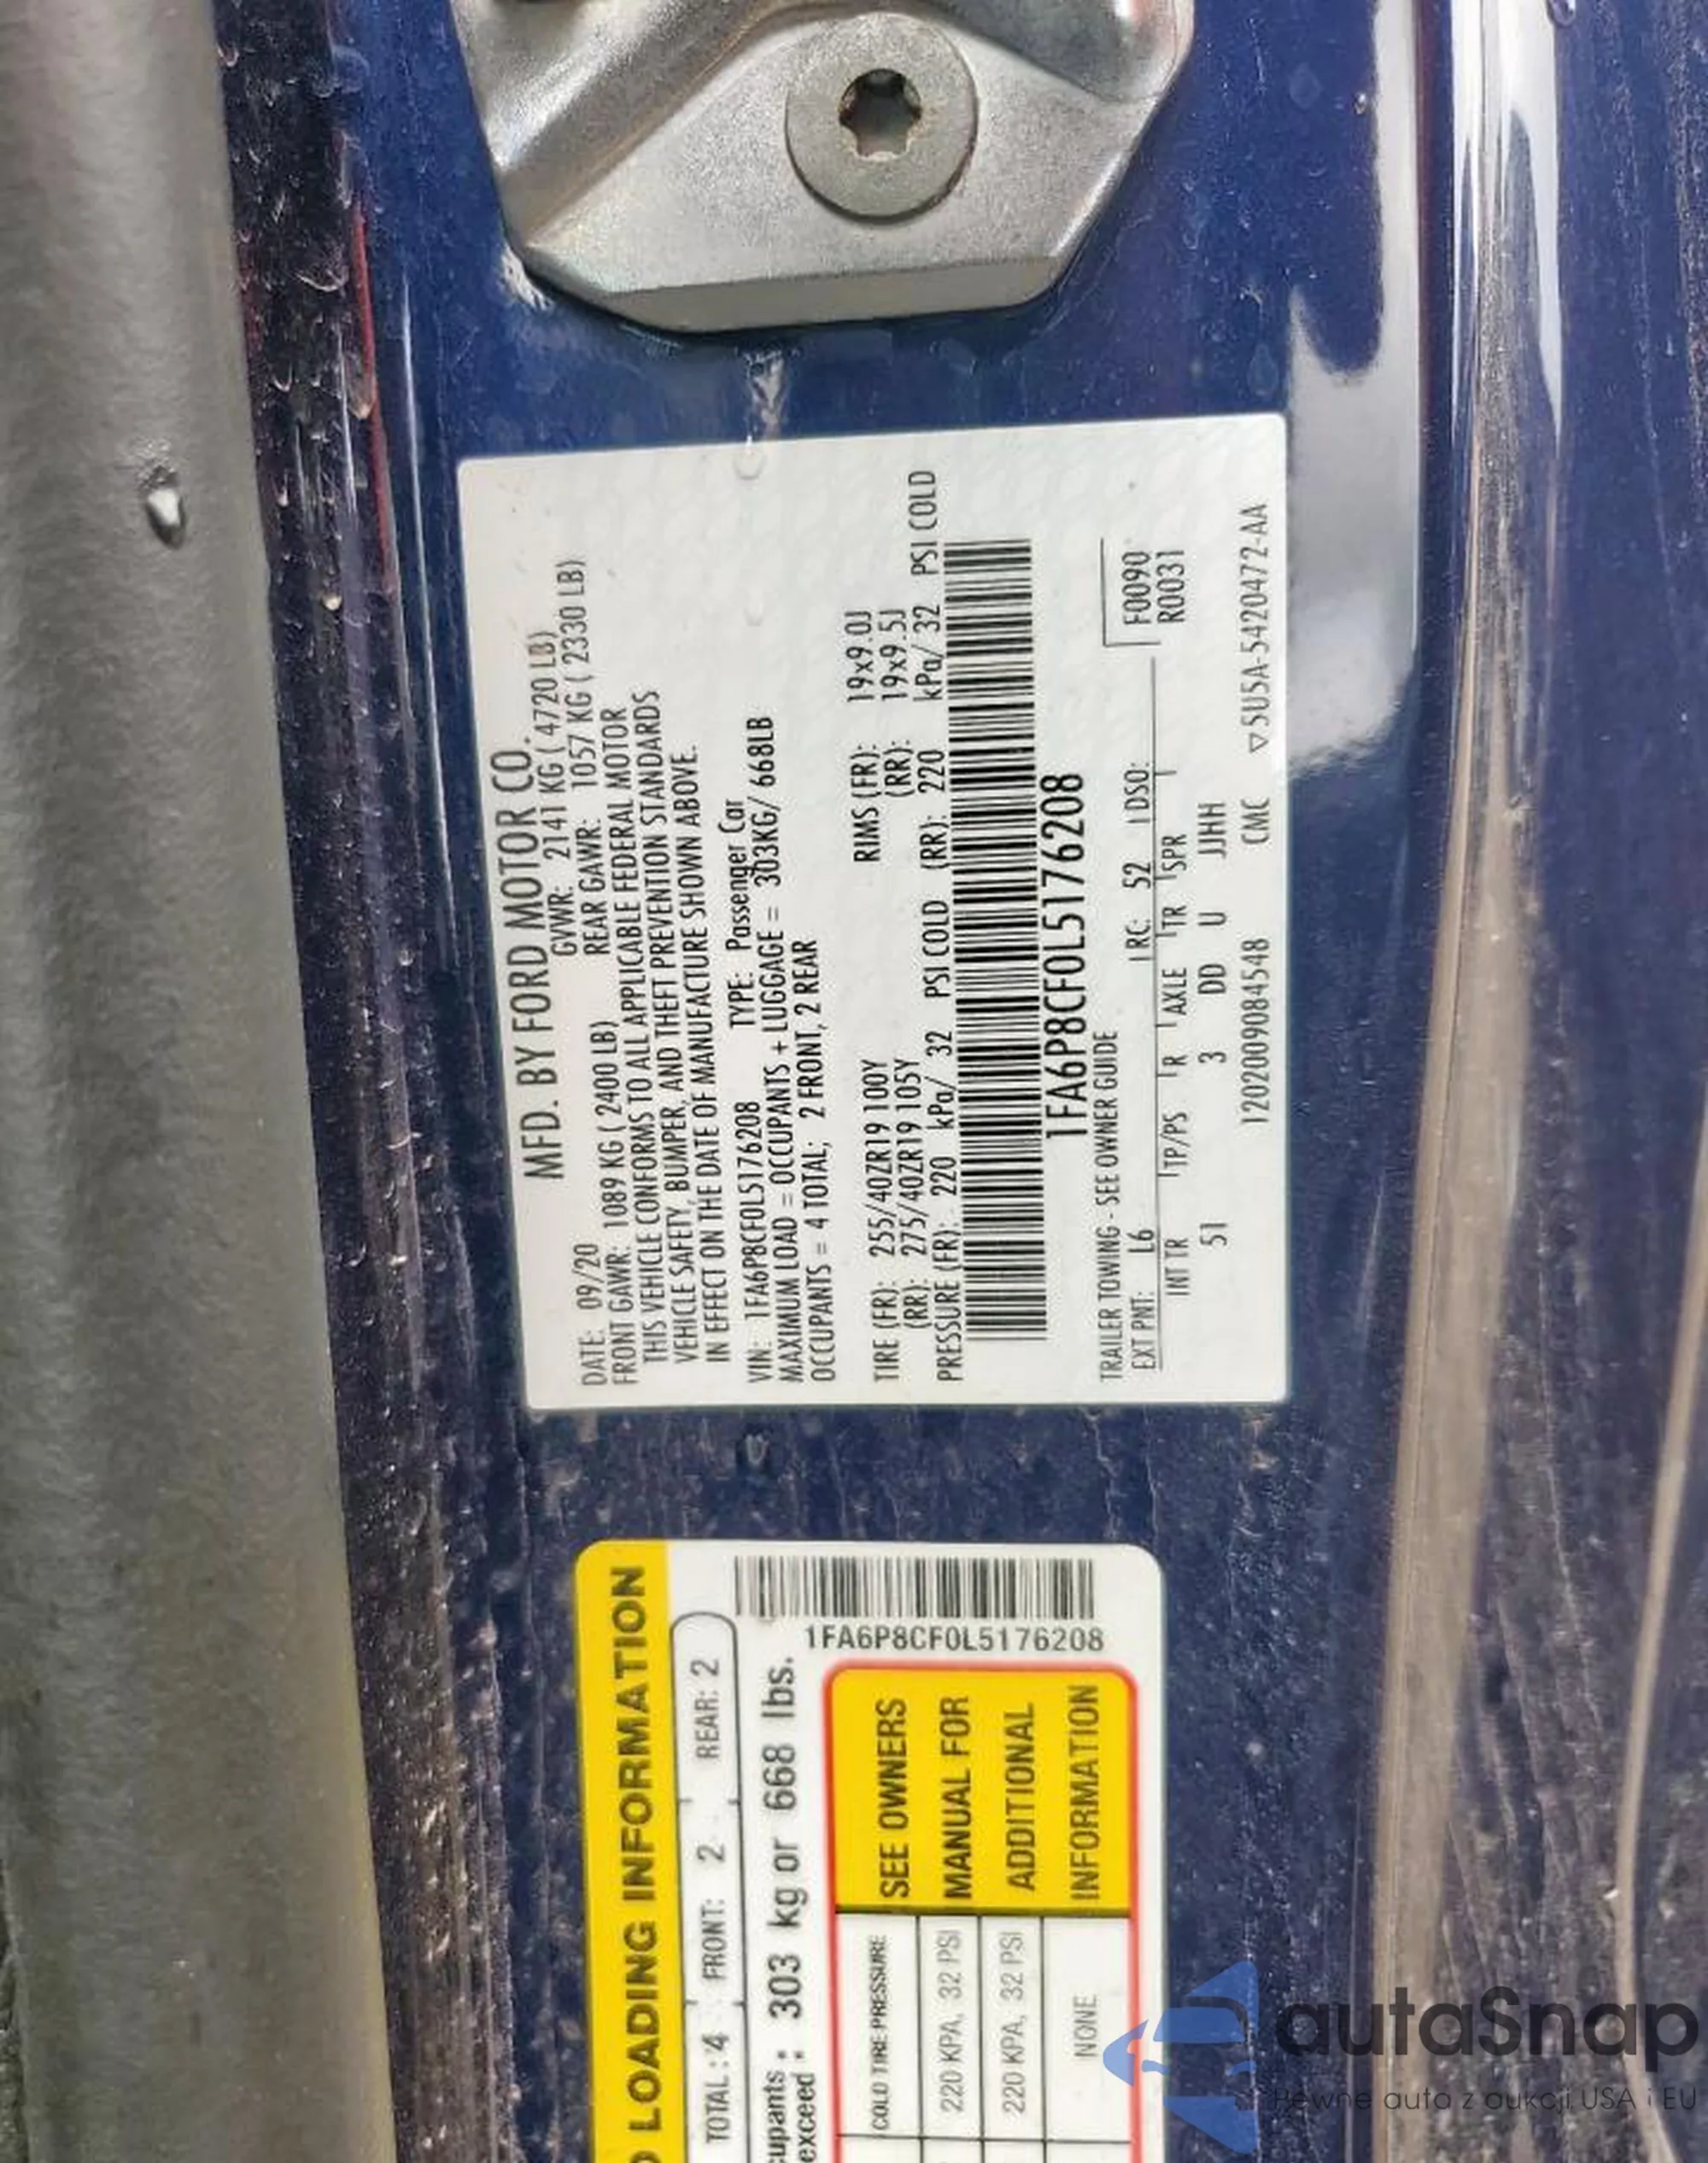 MFD. BY FORD MOTOR CO.
DATE: 09/20 GVWR: 2141 KG ( 4720 LB)
FRONT GAWR: 1089 KG ( 2400 LB) REAR GAWR: 1057 KG ( 2330 LB)
THIS VEHICLE CONFORMS TO ALL APPLICABLE FEDERAL MOTOR
VEHICLE SAFETY, BUMPER, AND THEFT PREVENTION STANDARDS
IN EFFECT ON THE DATE OF MANUFACTURE SHOWN ABOVE.
VIN: 1FA6P8CF0L5176208 TYPE: Passenger Car
MAXIMUM LOAD = OCCUPANTS + LUGGAGE = 303KG/ 668LB
OCCUPANTS = 4 TOTAL; 2 FRONT, 2 REAR
TIRE (FR): 255/40ZR19 100Y RIMS (FR): 19x9.0J
(RR): 275/40ZR19 105Y (RR): 19x9.5J
PRESSURE (FR): 220 kPa/ 32 PSI COLD (RR): 220 kPa/ 32 PSI COLD
1FA6P8CF0L5176208
TRAILER TOWING - SEE OWNER GUIDE
F0090
R0031
EXT PNT: L6 RC: 52 DSO:
INT TR TP/PS R AXLE TR SPR
51 3 DD U JJHH
120200984548 CMC ▽5U5A-5420472-AA
LOADING INFORMATION
TOTAL : 4 FRONT: 2 REAR: 2
303 kg or 668 lbs.
exceed
1FA6P8CF0L5176208
COLD TIRE PRESSURE
220 KPA, 32 PSI
220 KPA, 32 PSI
NONE
SEE OWNERS
MANUAL FOR
ADDITIONAL
INFORMATION
autaSnap
Pewne auta z aukcji USA i EU